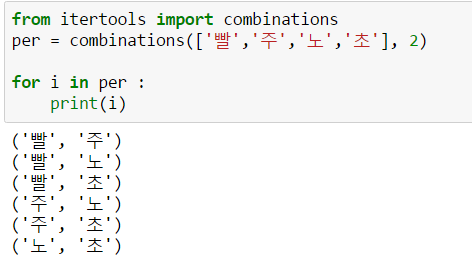 from itertools import combinations
per = combinations(['빨','주','노','초'], 2)
for i in per :
    print(i)
('빨', '주')
('빨', '노')
('빨', '초')
('주', '노')
('주', '초')
('노', '초')